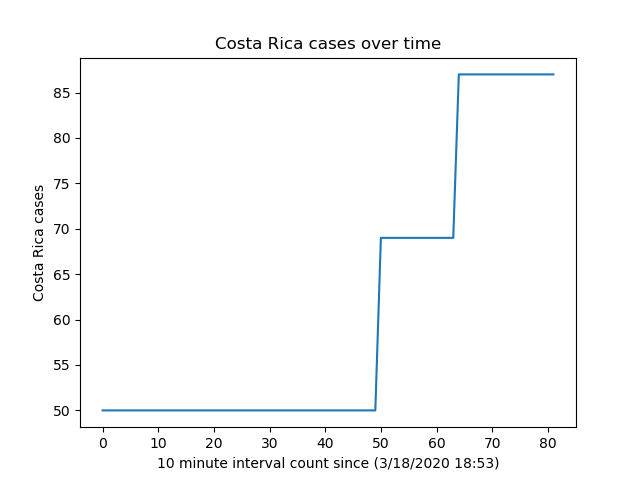 Costa Rica cases over time
85
80
75
70
65
60
55
50
Costa Rica cases
0 10 20 30 40 50 60 70 80
10 minute interval count since (3/18/2020 18:53)